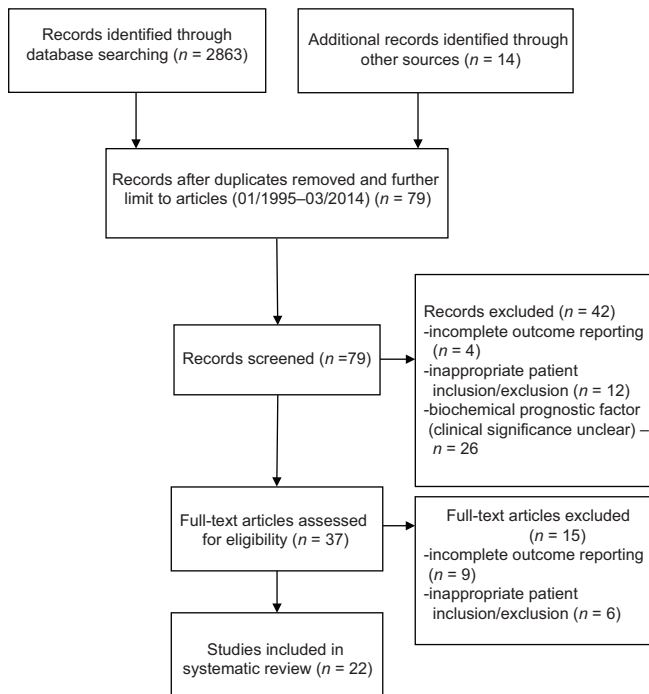 Records identified through
database searching (n = 2863)
Additional records identified through
other sources (n = 14)
Records after duplicates removed and further
limit to articles (01/1995–03/2014) (n = 79)
Records screened (n =79)
Records excluded (n = 42)
-incomplete outcome reporting
(n = 4)
-inappropriate patient
inclusion/exclusion (n = 12)
-biochemical prognostic factor
(clinical significance unclear) –
n = 26
Full-text articles assessed
for eligibility (n = 37)
Full-text articles excluded
(n = 15)
-incomplete outcome reporting
(n = 9)
-inappropriate patient
inclusion/exclusion (n = 6)
Studies included in
systematic review (n = 22)